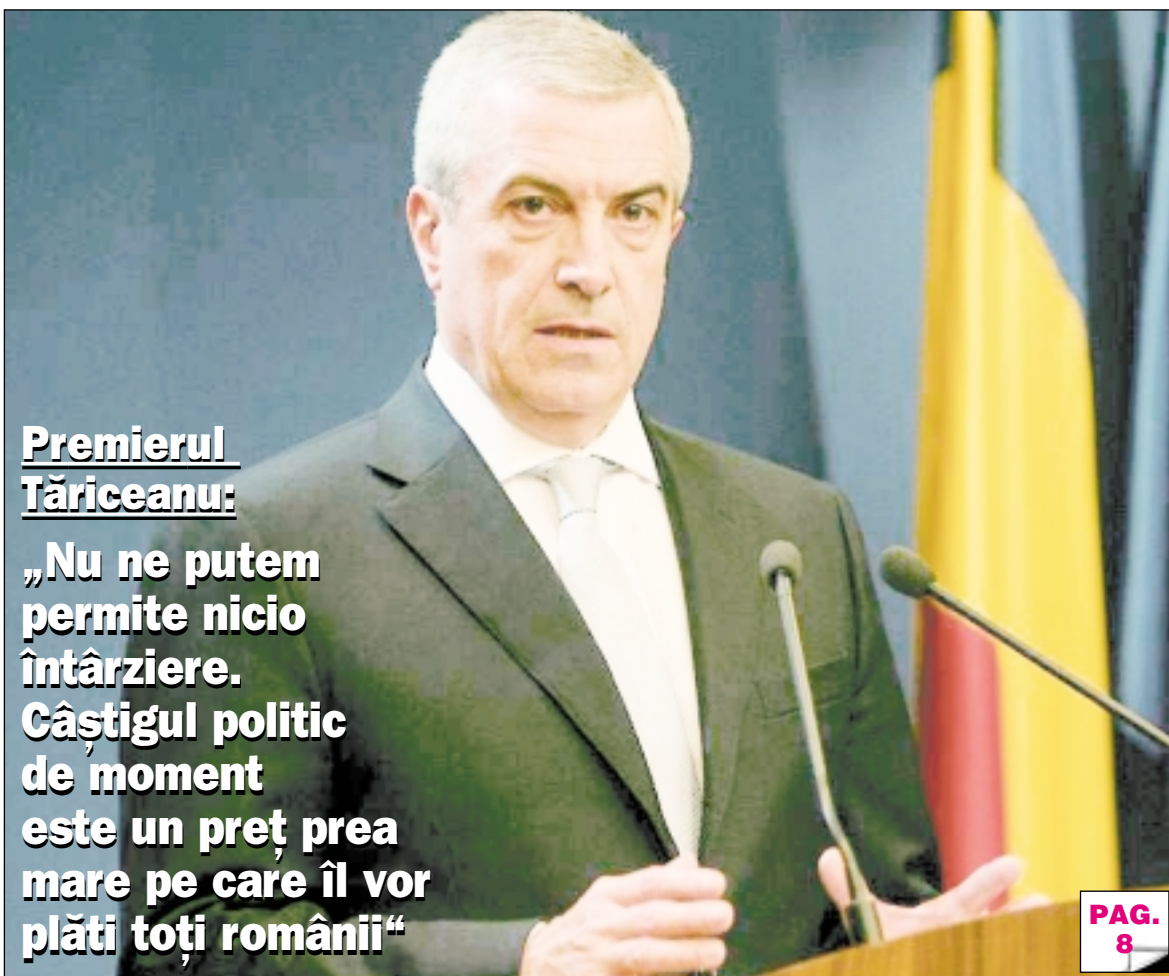 Premierul
Tăriceanu:
„Nu ne putem
permite nicio
întârziere.
Câștigul politic
de moment
este un preț prea
mare pe care îl vor
plăti toți românii“
PAG.
8